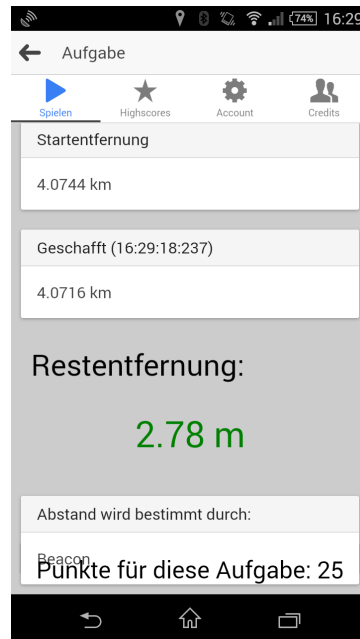 74% 16:29
Aufgabe
Spielen Highscores Account Credits
Startentfernung
4.0744 km
Geschafft (16:29:18:237)
4.0716 km
Restentfernung:
2.78 m
Abstand wird bestimmt durch:
Beacon
Punkte für diese Aufgabe: 25